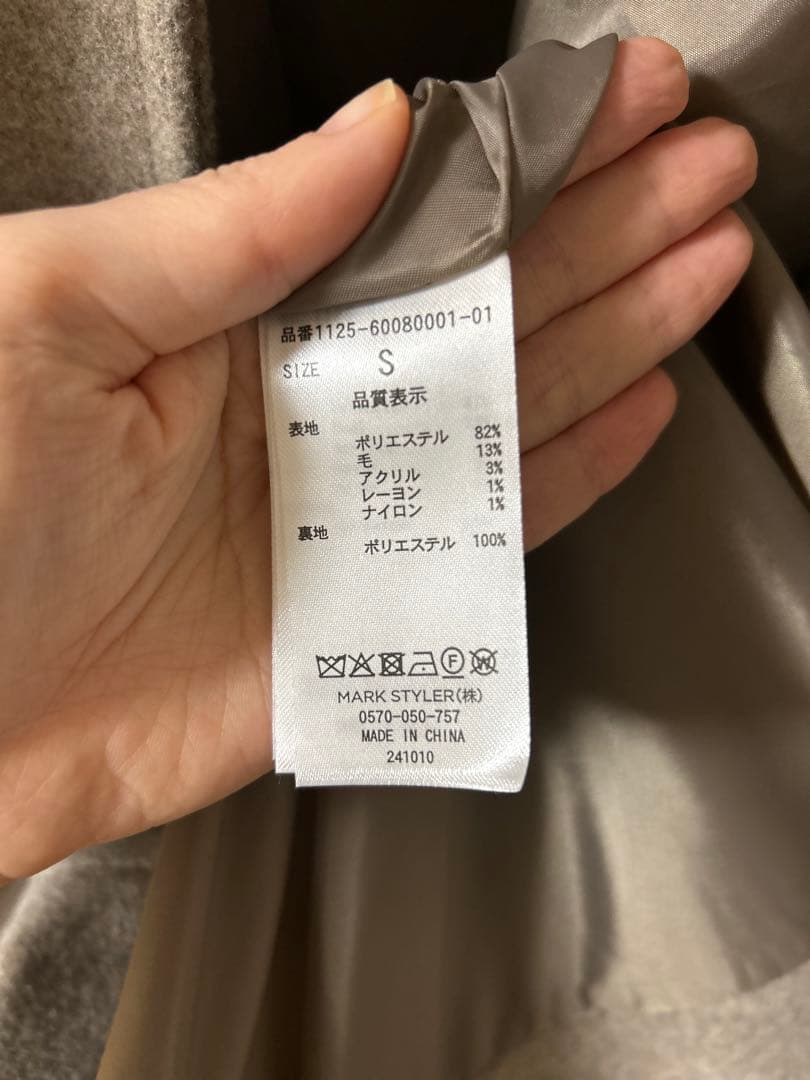 品番1125-60080001-01
SIZE S
品質表示
表地
ポリエステル 82%
毛 13%
アクリル 3%
レーヨン 1%
ナイロン 1%
裏地
ポリエステル 100%
F W
MARK STYLER(株)
0570-050-757
MADE IN CHINA
241010